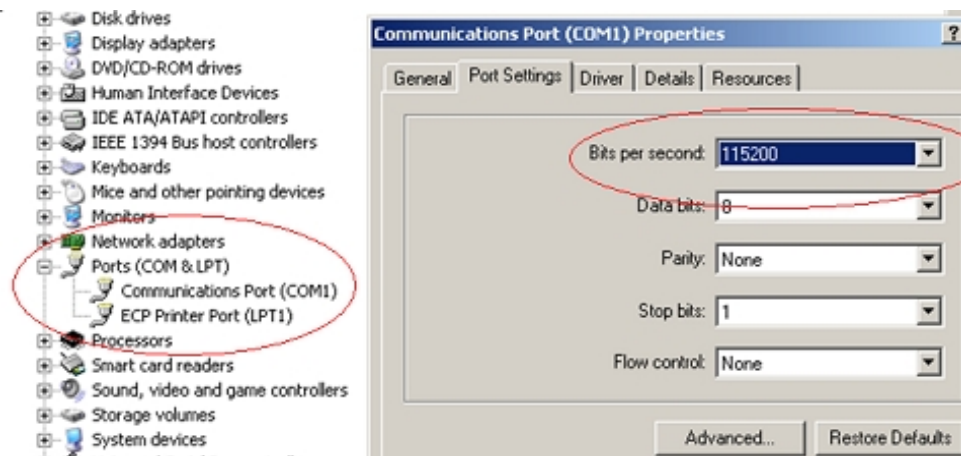 Disk drives
Display adapters
DVD/CD-ROM drives
Human Interface Devices
IDE ATA/ATAPI controllers
IEEE 1394 Bus host controllers
Keyboards
Mice and other pointing devices
Monitors
Network adapters
Ports (COM & LPT)
Communications Port (COM1)
ECP Printer Port (LPT1)
Processors
Smart card readers
Sound, video and game controllers
Storage volumes
System devices
Communications Port (COM1) Properties ?
General Port Settings Driver Details Resources
Bits per second: 115200
Data bits: 8
Parity: None
Stop bits: 1
Flow control: None
Advanced... Restore Defaults